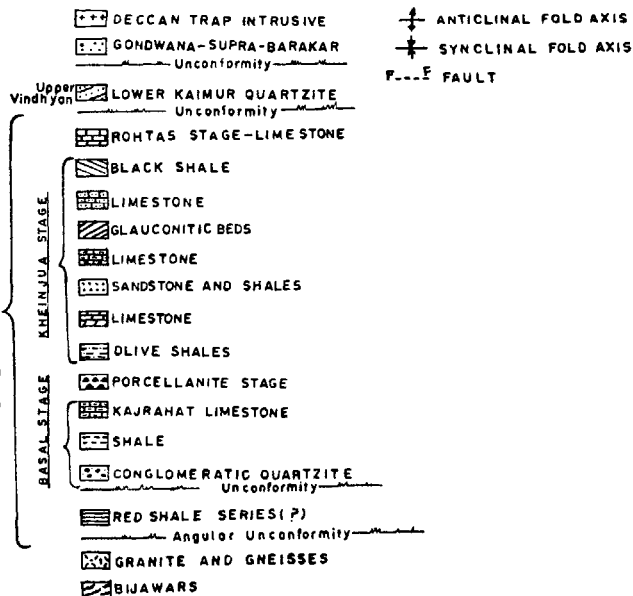 DECCAN TRAP INTRUSIVE
GONDWANA-SUPRA-BARAKAR
Unconformity
Upper Vindhyan
LOWER KAIMUR QUARTZITE
Unconformity
ROHTAS STAGE-LIMESTONE
KHEINJUA STAGE
BLACK SHALE
LIMESTONE
GLAUCONITIC BEDS
LIMESTONE
SANDSTONE AND SHALES
LIMESTONE
OLIVE SHALES
PORCELLANITE STAGE
BASAL STAGE
KAJRAHAT LIMESTONE
SHALE
CONGLOMERATIC QUARTZITE
Unconformity
RED SHALE SERIES(?)
Angular Unconformity
GRANITE AND GNEISSES
BIJAWARS
ANTICLINAL FOLD AXIS
SYNCLINAL FOLD AXIS
F---F FAULT